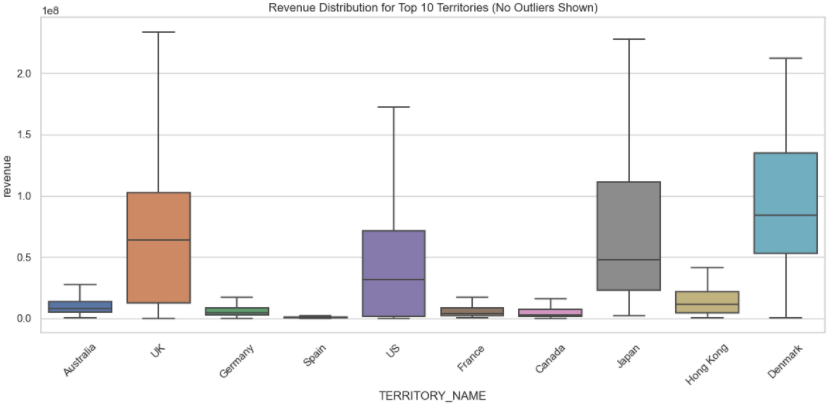 Revenue Distribution for Top 10 Territories (No Outliers Shown)
1e8
2.0
1.5
1.0
0.5
0.0
revenue
Australia
UK
Germany
Spain
US
France
Canada
Japan
Hong Kong
Denmark
TERRITORY_NAME